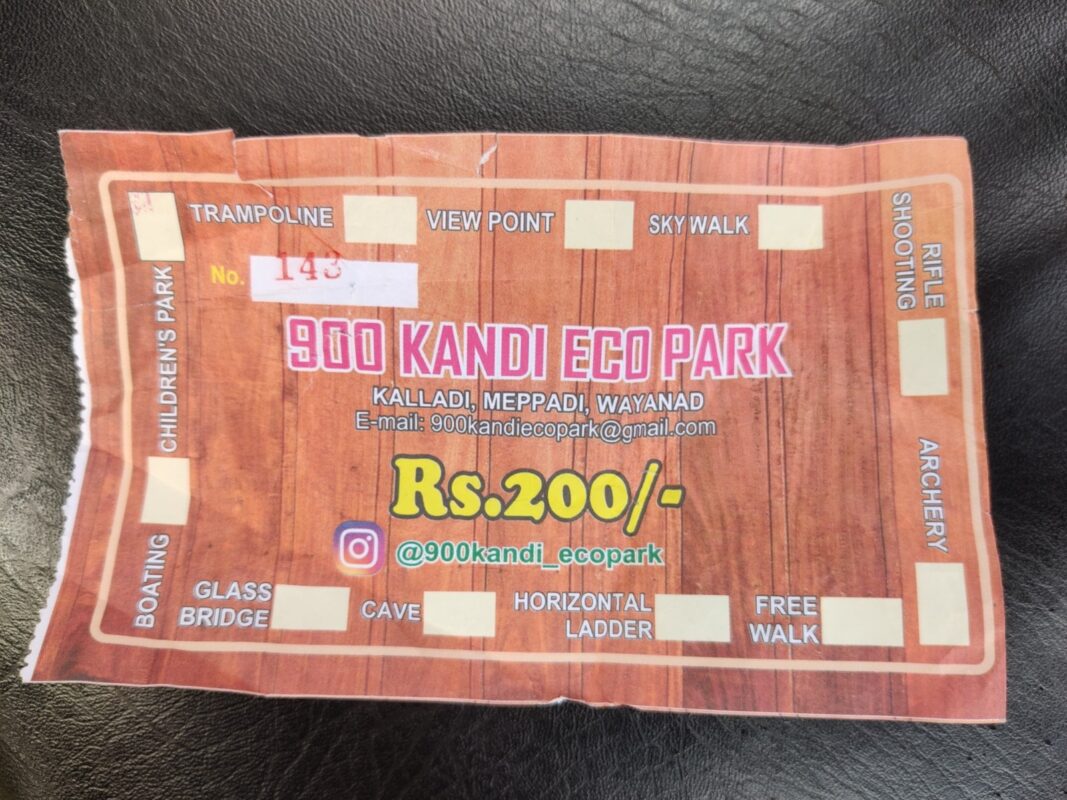 TRAMPOLINE
VIEW POINT
SKY WALK
RIFLE
SHOOTING
ARCHERY
CHILDREN'S PARK
BOATING
No. 143
900 KANDI ECO PARK
KALLADI, MEPPADI, WAYANAD
E-mail: 900kandiecopark@gmail.com
Rs.200/-
@900kandi_ecopark
GLASS
BRIDGE
CAVE
HORIZONTAL
LADDER
FREE
WALK